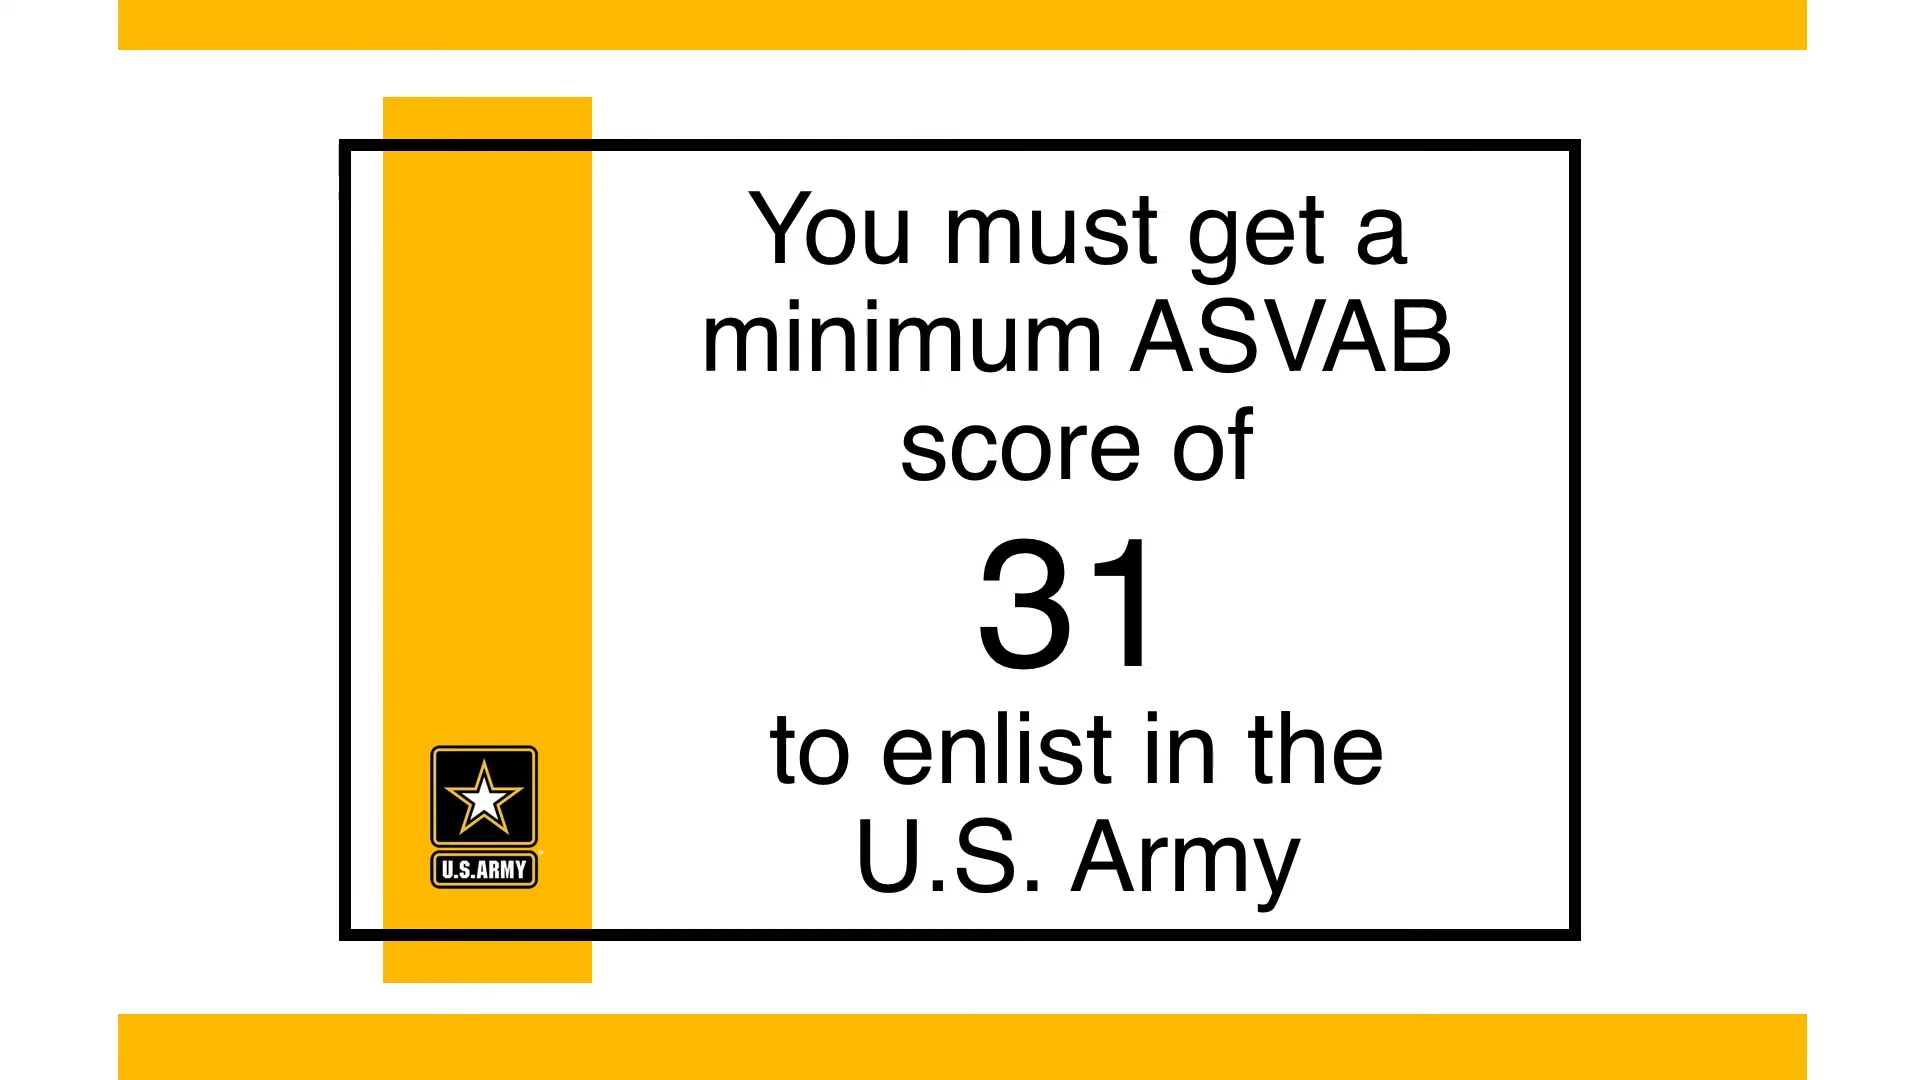 You must get a
minimum ASVAB
score of
31
to enlist in the
U.S. Army
U.S.ARMY